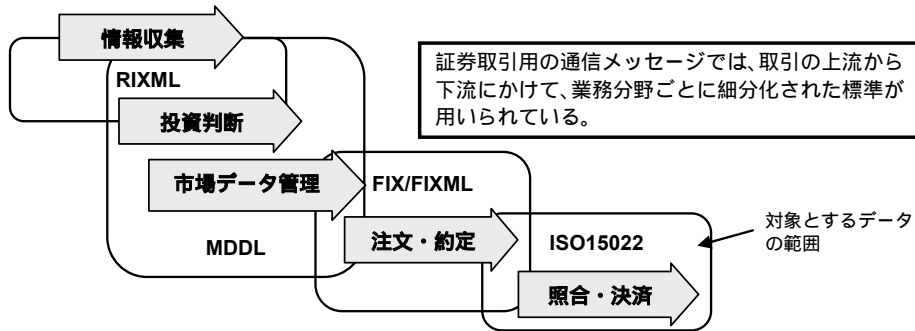 情報収集
RIXML
投資判断
市場データ管理
MDDL
FIX/FIXML
注文・約定
ISO15022
照合・決済
証券取引用の通信メッセージでは、取引の上流から
下流にかけて、業務分野ごとに細分化された標準が
用いられている。
対象とするデータ
の範囲